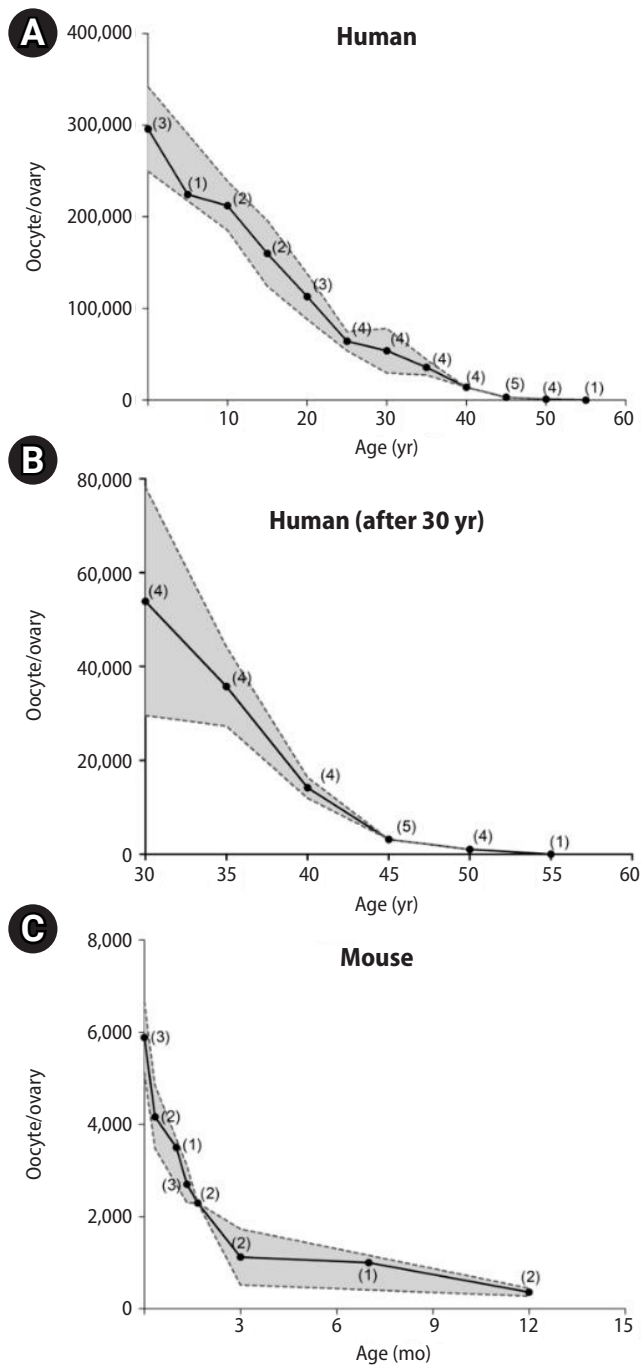 A
Human
400,000
300,000
200,000
100,000
0
Oocyte/ovary
(3)
(1)
(2)
(2)
(3)
(4)
(4)
(4)
(4)
(5)
(4)
(1)
10 20 30 40 50 60
Age (yr)
B
Human (after 30 yr)
80,000
60,000
40,000
20,000
0
Oocyte/ovary
(4)
(4)
(4)
(5)
(4)
(1)
30 35 40 45 50 55 60
Age (yr)
C
Mouse
8,000
6,000
4,000
2,000
0
Oocyte/ovary
(3)
(2)
(1)
(3)
(2)
(2)
(1)
(2)
3 6 9 12 15
Age (mo)